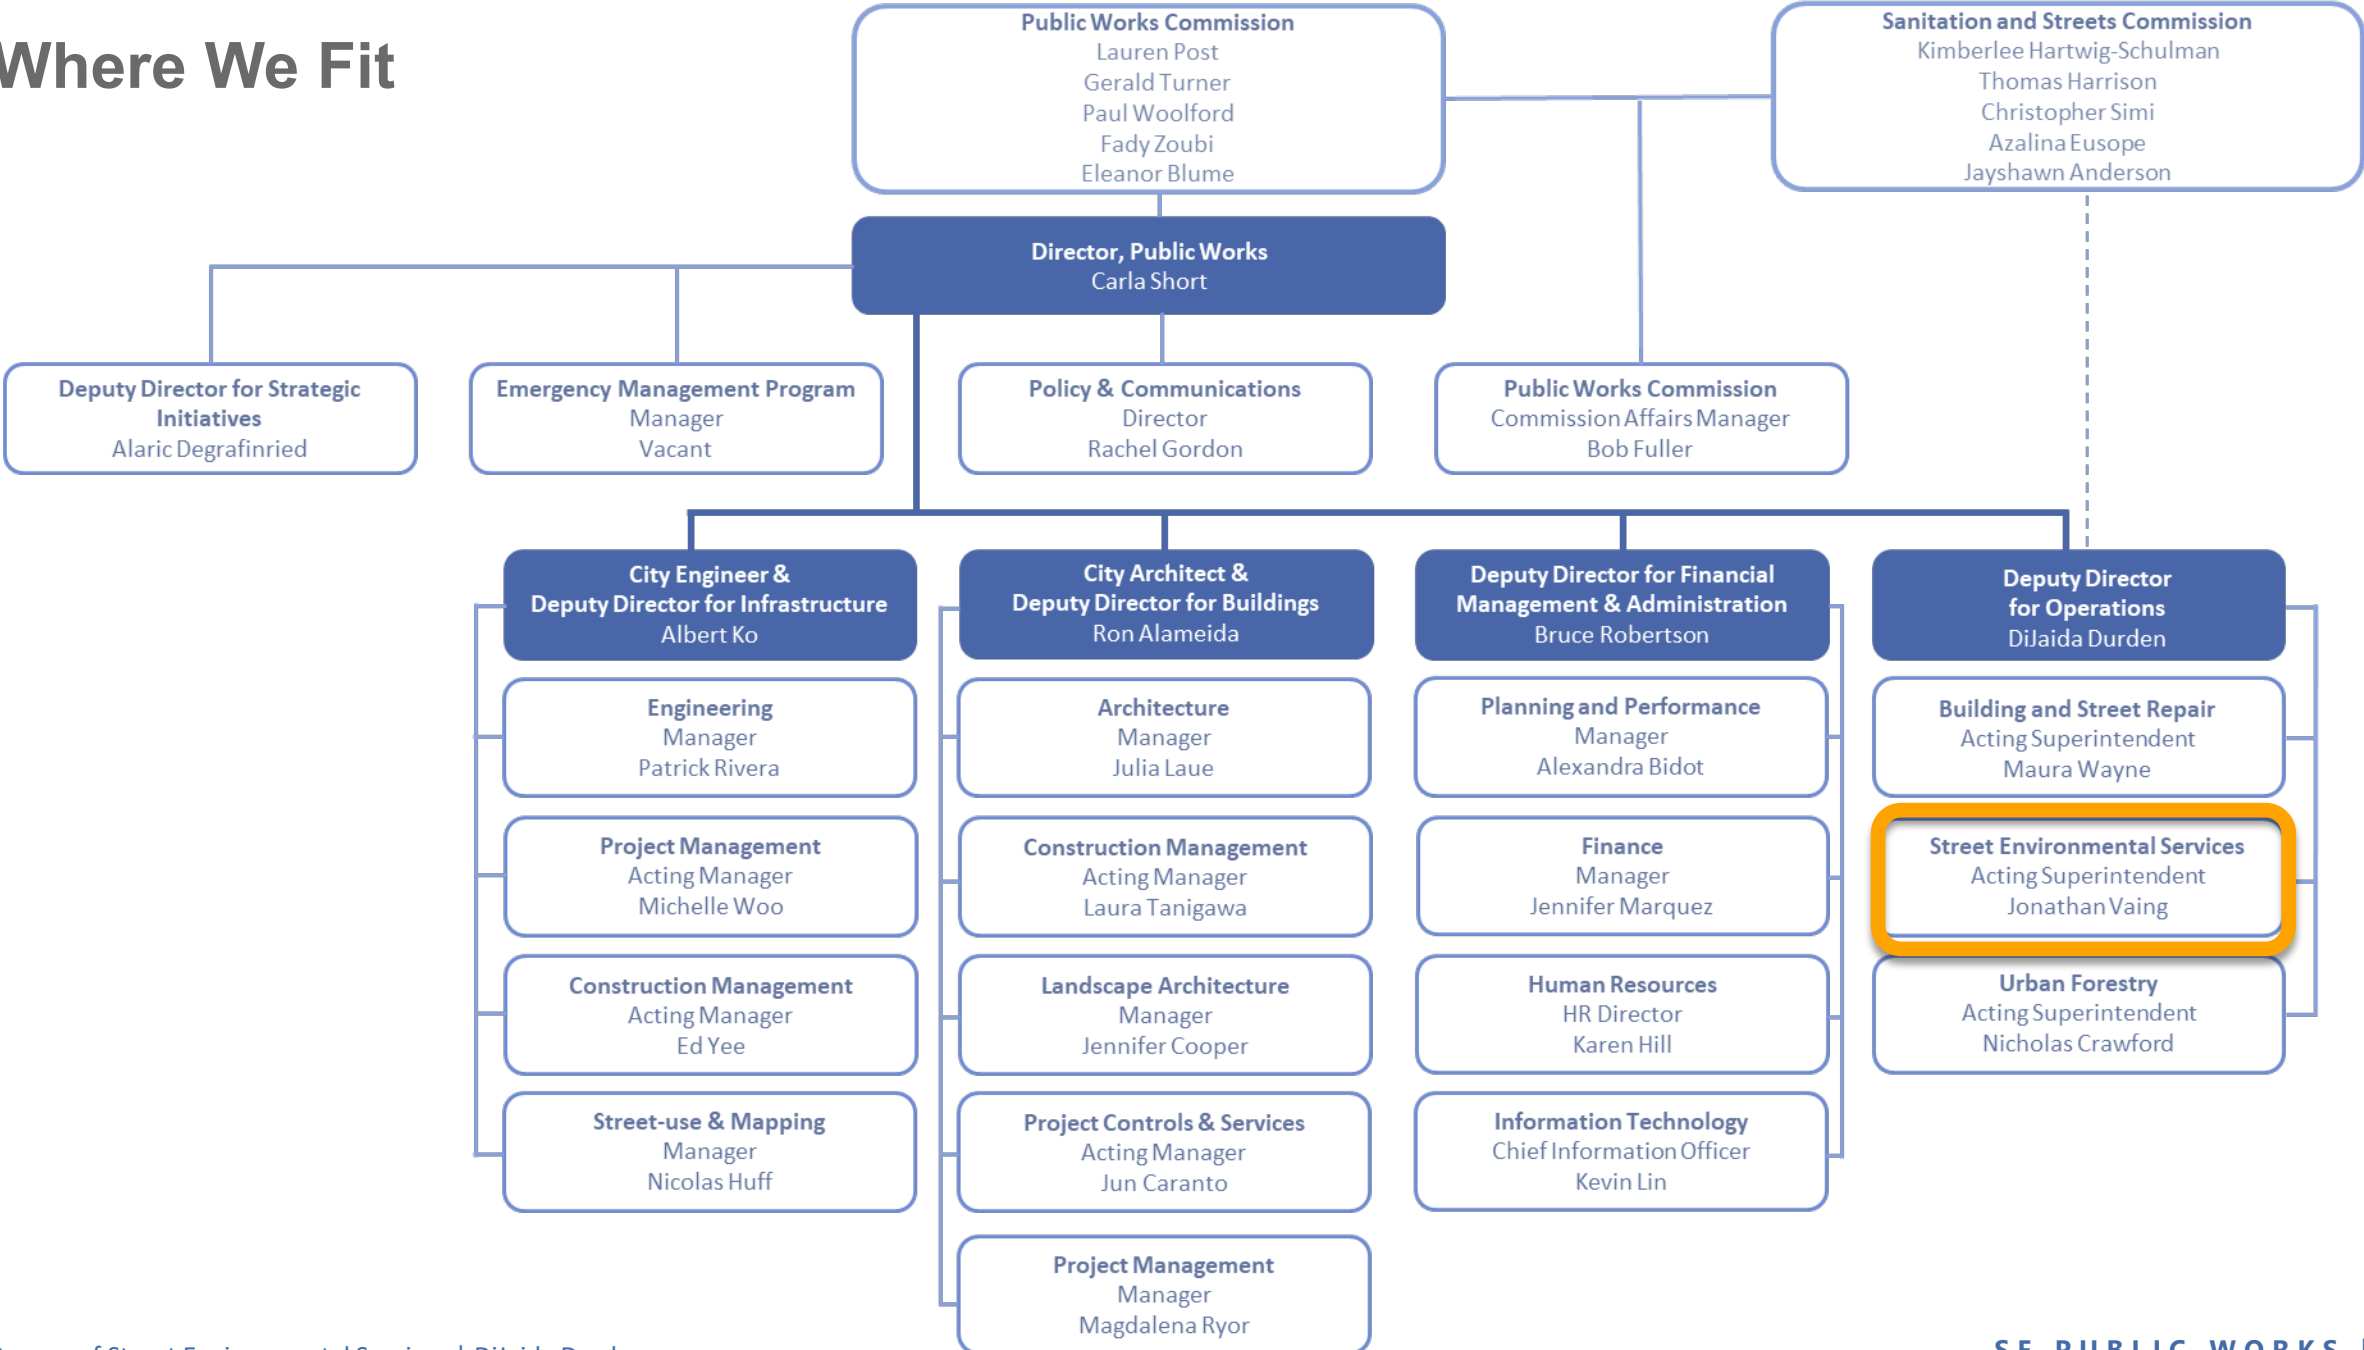 Where We Fit
Public Works Commission
Lauren Post
Gerald Turner
Paul Woolford
Fady Zoubi
Eleanor Blume
Sanitation and Streets Commission
Kimberlee Hartwig-Schulman
Thomas Harrison
Christopher Simi
Azalina Eusope
Jayshawn Anderson
Director, Public Works
Carla Short
Deputy Director for Strategic
Initiatives
Alaric Degrafinried
Emergency Management Program
Manager
Vacant
Policy & Communications
Director
Rachel Gordon
Public Works Commission
Commission Affairs Manager
Bob Fuller
City Engineer &
Deputy Director for Infrastructure
Albert Ko
Engineering
Manager
Patrick Rivera
Project Management
Acting Manager
Michelle Woo
Construction Management
Acting Manager
Ed Yee
Street-use & Mapping
Manager
Nicolas Huff
City Architect &
Deputy Director for Buildings
Ron Alameida
Architecture
Manager
Julia Laue
Construction Management
Acting Manager
Laura Tanigawa
Landscape Architecture
Manager
Jennifer Cooper
Project Controls & Services
Acting Manager
Jun Caranto
Project Management
Manager
Magdalena Ryor
Deputy Director for Financial
Management & Administration
Bruce Robertson
Planning and Performance
Manager
Alexandra Bidot
Finance
Manager
Jennifer Marquez
Human Resources
HR Director
Karen Hill
Information Technology
Chief Information Officer
Kevin Lin
Deputy Director
for Operations
DiJaida Durden
Building and Street Repair
Acting Superintendent
Maura Wayne
Street Environmental Services
Acting Superintendent
Jonathan Vaing
Urban Forestry
Acting Superintendent
Nicholas Crawford
of Street Environmental Services | DiJaida Durden
SF PUBLIC WORKS |